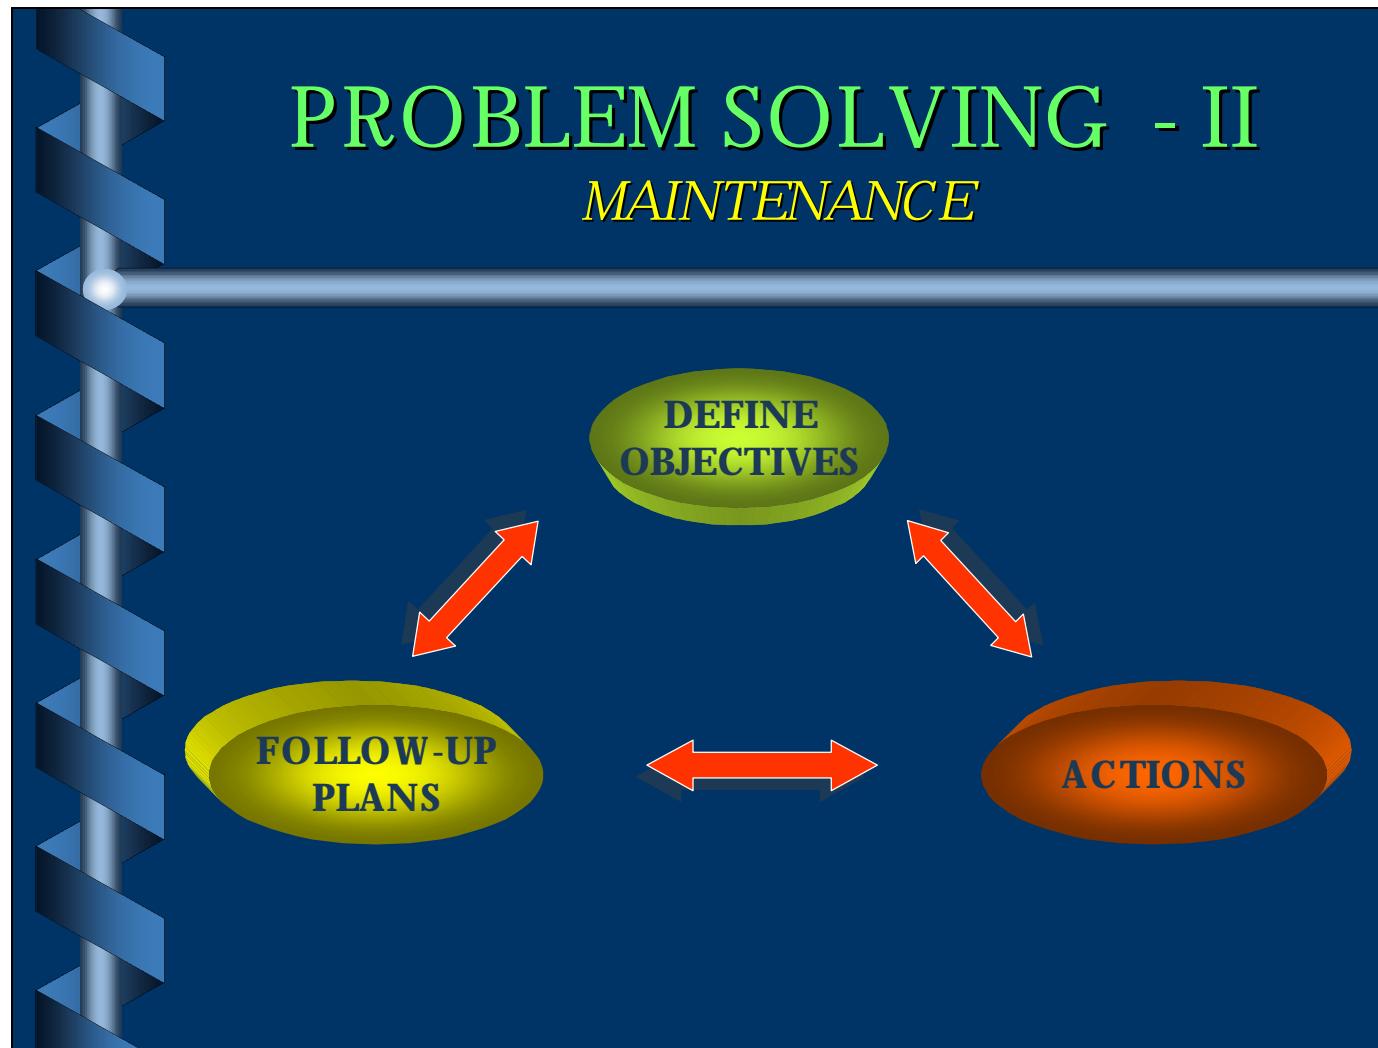 PROBLEM SOLVING - II
MAINTENANCE
DEFINE
OBJECTIVES
FOLLOW-UP
PLANS
ACTIONS